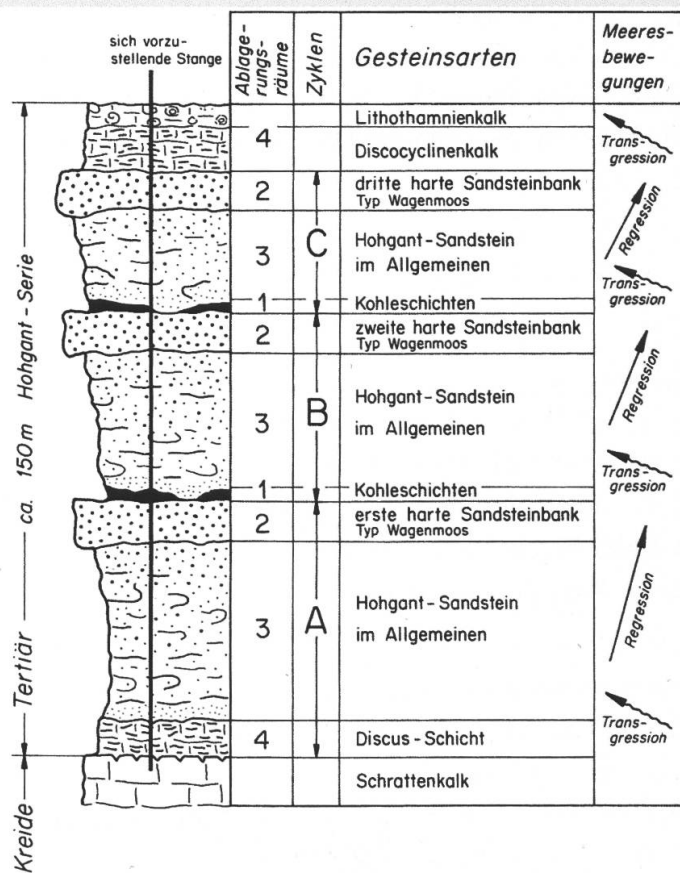 sich vorzu-
stellende Stange
Ablage-
rungs-
räume
Zyklen
Gesteinsarten
Meeres-
bewe-
gungen
4
Lithothamnienkalk
Discocyclinenkalk
Trans-
gression
2
dritte harte Sandsteinbank
Typ Wagenmoos
C
Regression
3
Hohgant-Sandstein
im Allgemeinen
1
Kohleschichten
Trans-
gression
2
zweite harte Sandsteinbank
Typ Wagenmoos
B
Regression
3
Hohgant-Sandstein
im Allgemeinen
1
Kohleschichten
Trans-
gression
2
erste harte Sandsteinbank
Typ Wagenmoos
A
Regression
3
Hohgant-Sandstein
im Allgemeinen
4
Discus-Schicht
Trans-
gression
Schrattenkalk
Tertiär ca. 150m Hohgant-Serie
Kreide